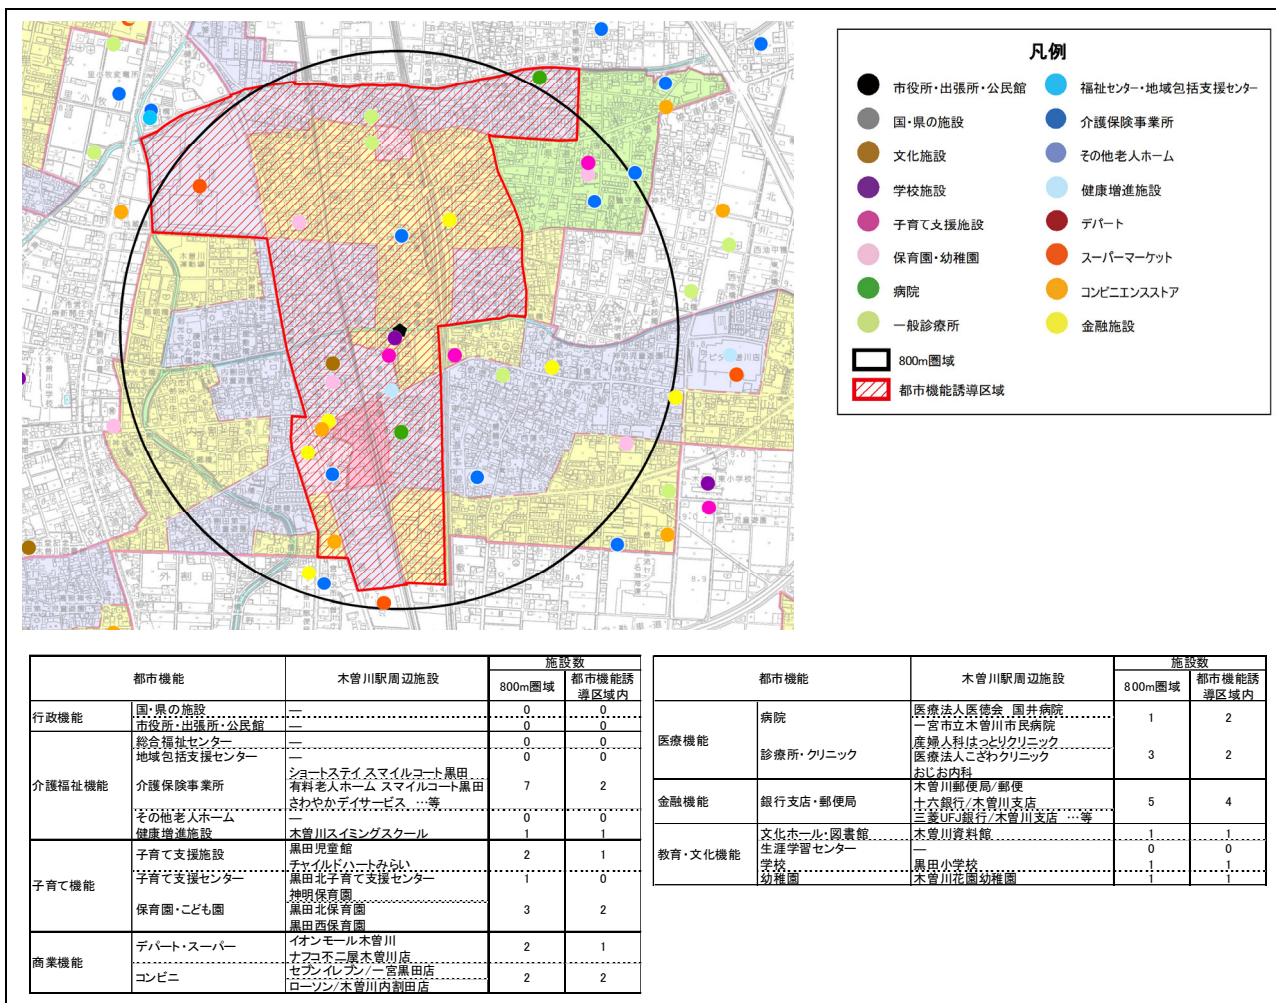 凡例
市役所・出張所・公民館
国・県の施設
文化施設
学校施設
子育て支援施設
保育園・幼稚園
病院
一般診療所
800m圏域
都市機能誘導区域
福祉センター・地域包括支援センター
介護保険事業所
その他老人ホーム
健康増進施設
デパート
スーパーマーケット
コンビニエンスストア
金融施設
都市機能 木曽川駅周辺施設 施設数
800m圏域 都市機能誘導区域内
行政機能 国・県の施設 ― 0 0
市役所・出張所・公民館 ― 0 0
介護福祉機能 総合福祉センター ― 0 0
地域包括支援センター ― 0 0
介護保険事業所 ショートステイ スマイルコート黒田 7 2
有料老人ホーム スマイルコート黒田
さわやかデイサービス …等
その他老人ホーム ― 0 0
健康増進施設 木曽川スイミングスクール 1 1
子育て機能 子育て支援施設 黒田児童館 2 1
チャイルドハートみらい
子育て支援センター 黒田北子育て支援センター 1 0
保育園・こども園 神明保育園 3 2
黒田北保育園
黒田西保育園
商業機能 デパート・スーパー イオンモール木曽川 2 1
ナフコ不二屋木曽川店
コンビニ セブンイレブン/一宮黒田店 2 2
ローソン/木曽川内割田店
都市機能 木曽川駅周辺施設 施設数
800m圏域 都市機能誘導区域内
医療機能 病院 医療法人医徳会 国井病院 1 2
一宮市立木曽川市民病院
診療所・クリニック 産婦人科はっとりクリニック 3 2
医療法人こざわクリニック
おじお内科
金融機能 銀行支店・郵便局 木曽川郵便局/郵便 5 4
十六銀行/木曽川支店
三菱UFJ銀行/木曽川支店 …等
教育・文化機能 文化ホール・図書館 木曽川資料館 1 1
生涯学習センター ― 0 0
学校 黒田小学校 1 1
幼稚園 木曽川花園幼稚園 1 1